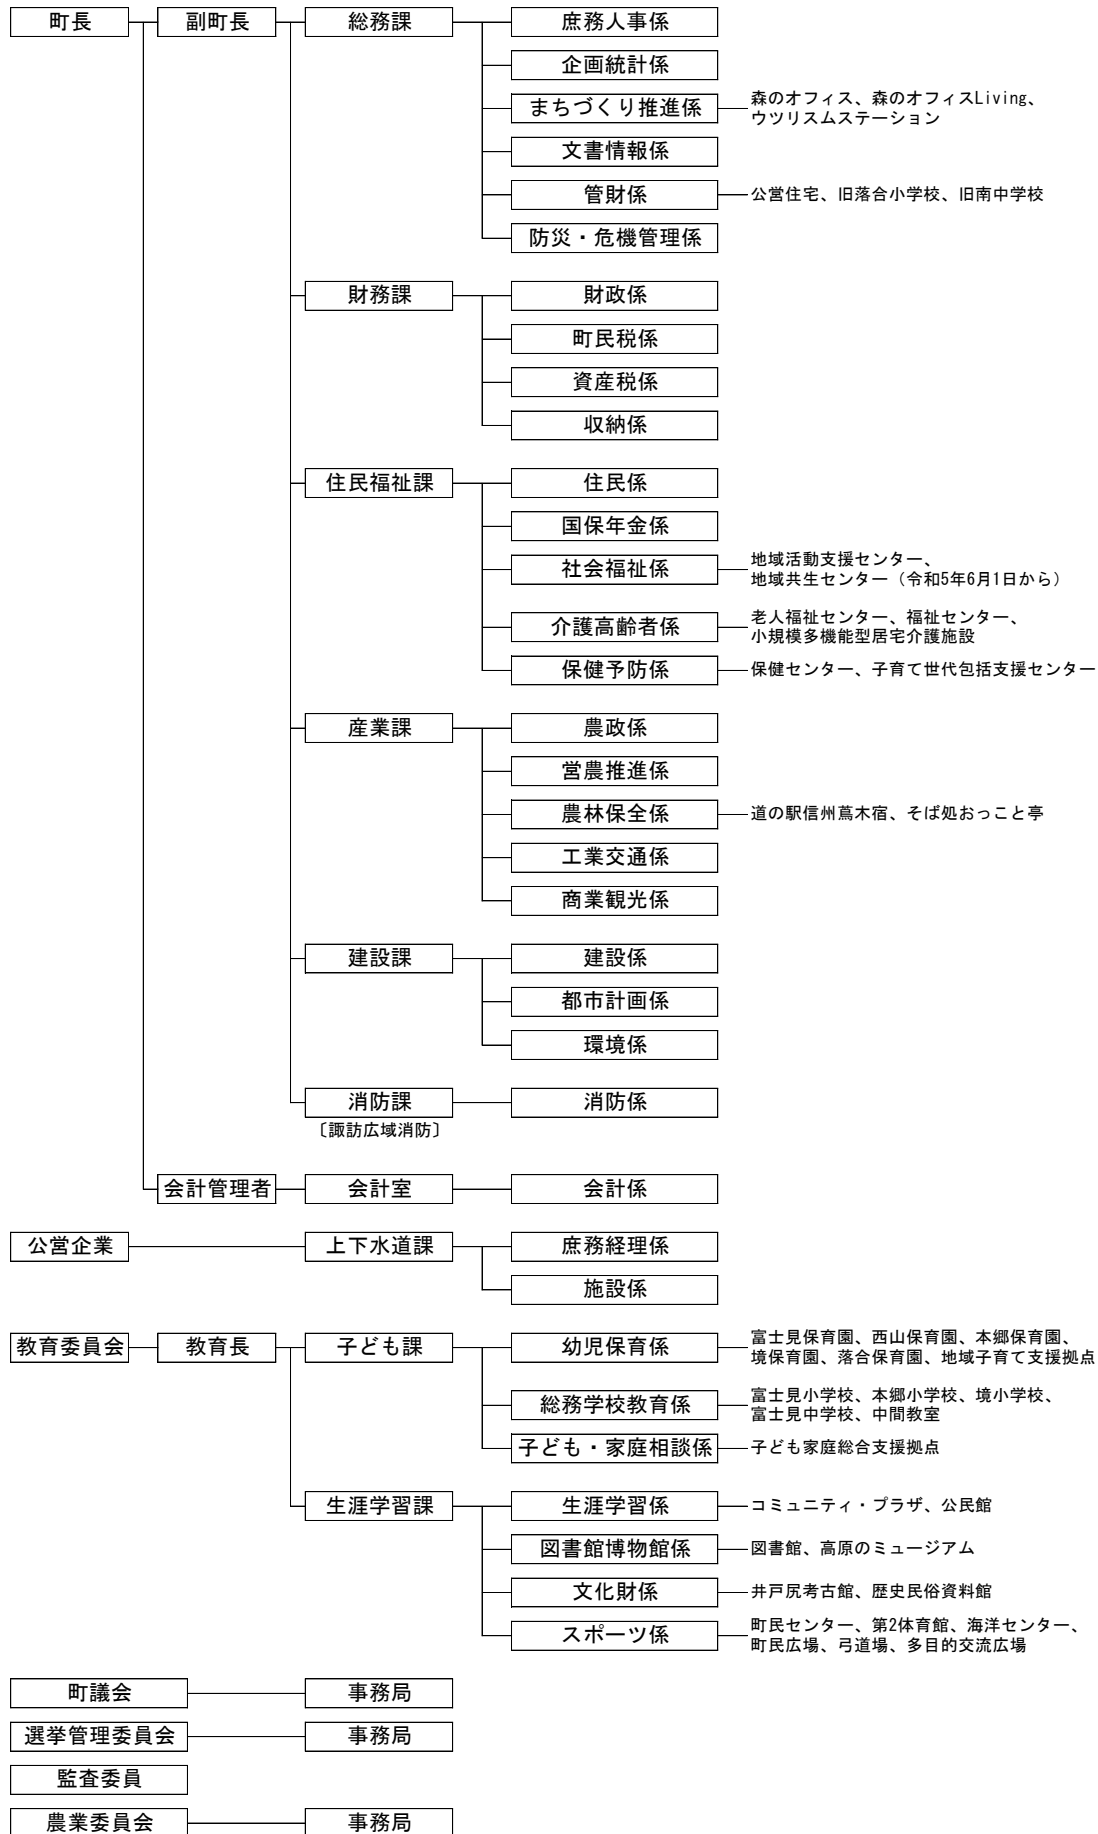 町長 副町長 総務課 庶務人事係
企画統計係
まちづくり推進係 森のオフィス、森のオフィスLiving、
ウツリスムステーション
文書情報係
管財係 公営住宅、旧落合小学校、旧南中学校
防災・危機管理係
財務課 財政係
町民税係
資産税係
収納係
住民福祉課 住民係
国保年金係
社会福祉係 地域活動支援センター、
地域共生センター（令和5年6月1日から）
介護高齢者係 老人福祉センター、福祉センター、
小規模多機能型居宅介護施設
保健予防係 保健センター、子育て世代包括支援センター
産業課 農政係
営農推進係
農林保全係 道の駅信州蔦木宿、そば処おっこと亭
工業交通係
商業観光係
建設課 建設係
都市計画係
環境係
消防課 消防係
〔諏訪広域消防〕
会計管理者 会計室 会計係
公営企業 上下水道課 庶務経理係
施設係
教育委員会 教育長 子ども課 幼児保育係 富士見保育園、西山保育園、本郷保育園、
境保育園、落合保育園、地域子育て支援拠点
総務学校教育係 富士見小学校、本郷小学校、境小学校、
富士見中学校、中間教室
子ども・家庭相談係 子ども家庭総合支援拠点
生涯学習課 生涯学習係 コミュニティ・プラザ、公民館
図書館博物館係 図書館、高原のミュージアム
文化財係 井戸尻考古館、歴史民俗資料館
スポーツ係 町民センター、第2体育館、海洋センター、
町民広場、弓道場、多目的交流広場
町議会 事務局
選挙管理委員会 事務局
監査委員
農業委員会 事務局